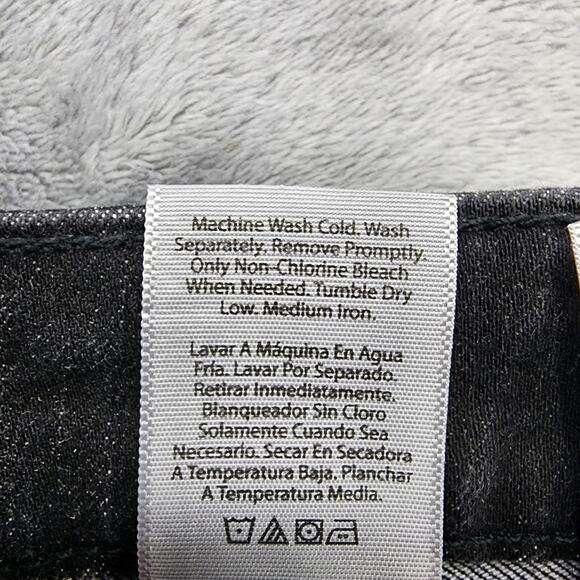 Machine Wash Cold. Wash
Separately. Remove Promptly.
Only Non-Chlorine Bleach
When Needed. Tumble Dry
Low. Medium Iron.
Lavar A Máquina En Agua
Fría. Lavar Por Separado.
Retirar Inmediatamente.
Blanqueador Sin Cloro
Solamente Cuando Sea
Necesario. Secar En Secadora
A Temperatura Baja. Planchar
A Temperatura Media.